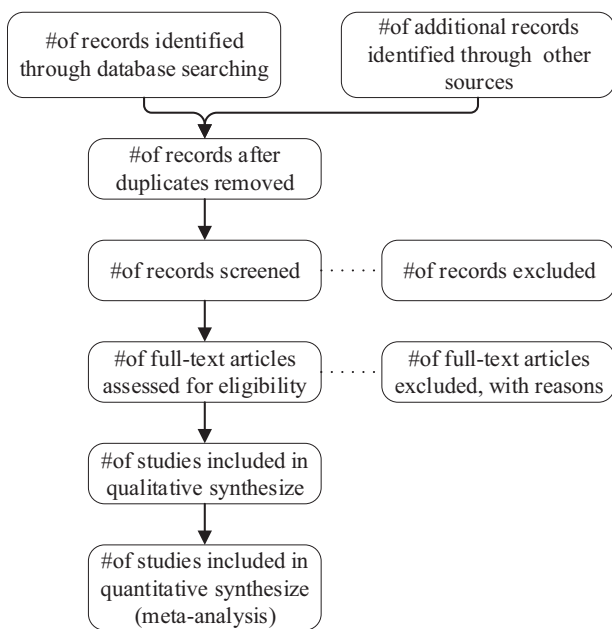 #of records identified
through database searching
#of additional records
identified through other
sources
#of records after
duplicates removed
#of records screened
#of records excluded
#of full-text articles
assessed for eligibility
#of full-text articles
excluded, with reasons
#of studies included in
qualitative synthesize
#of studies included in
quantitative synthesize
(meta-analysis)